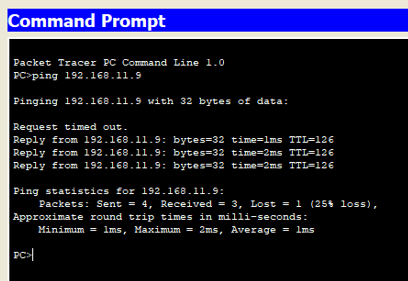 Command Prompt
Packet Tracer PC Command Line 1.0
PC>ping 192.168.11.9
Pinging 192.168.11.9 with 32 bytes of data:
Request timed out.
Reply from 192.168.11.9: bytes=32 time=1ms TTL=126
Reply from 192.168.11.9: bytes=32 time=2ms TTL=126
Reply from 192.168.11.9: bytes=32 time=2ms TTL=126
Ping statistics for 192.168.11.9:
    Packets: Sent = 4, Received = 3, Lost = 1 (25% loss),
Approximate round trip times in milli-seconds:
    Minimum = 1ms, Maximum = 2ms, Average = 1ms
PC>